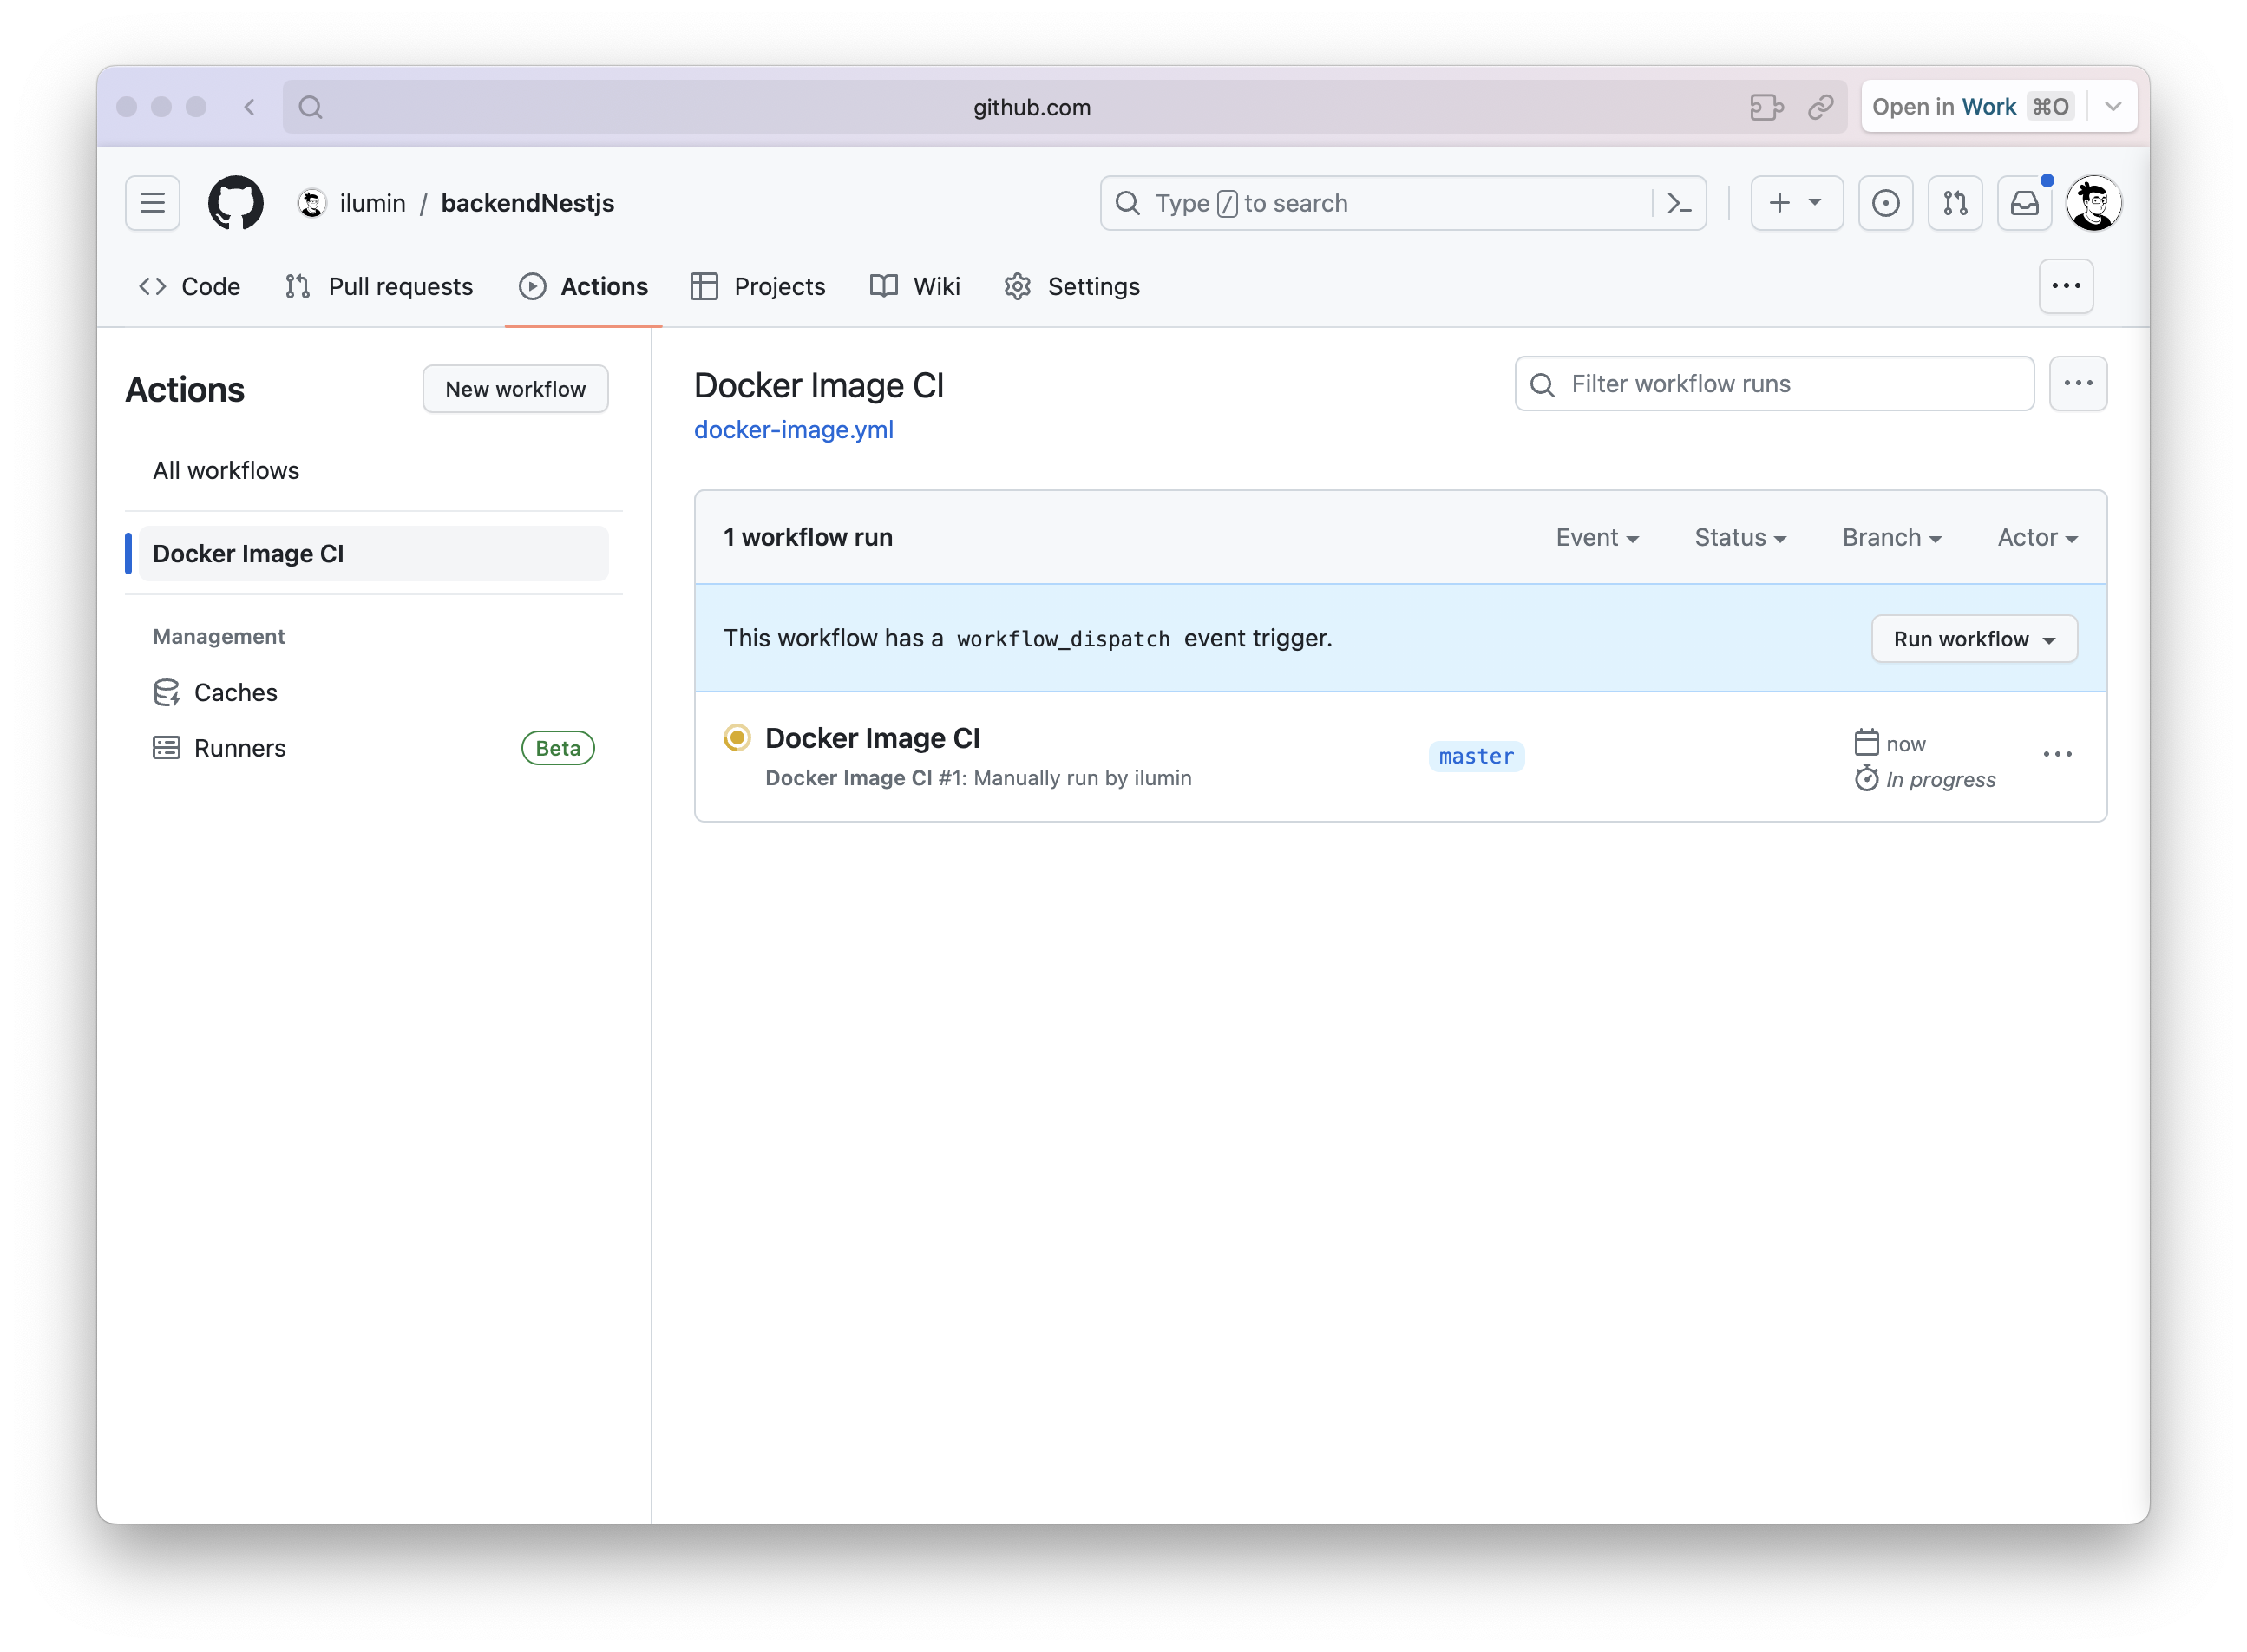 github.com
Open in Work ⌘O
ilumin / backendNestjs
Type / to search
Code Pull requests Actions Projects Wiki Settings
Actions
New workflow
All workflows
Docker Image CI
Management
Caches
Runners Beta
Docker Image CI
docker-image.yml
Filter workflow runs
1 workflow run Event Status Branch Actor
This workflow has a workflow_dispatch event trigger. Run workflow
Docker Image CI
Docker Image CI #1: Manually run by ilumin
master
now
In progress